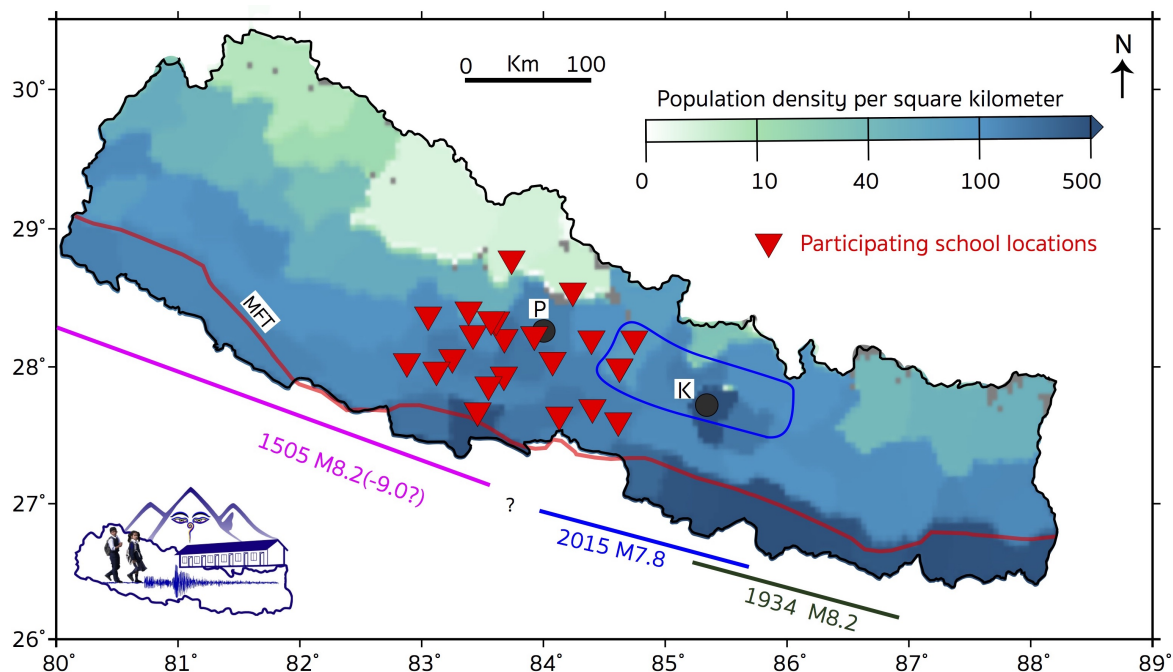 N
0 Km 100
Population density per square kilometer
0 10 40 100 500
Participating school locations
MFT
P
K
1505 M8.2(-9.0?)
?
2015 M7.8
1934 M8.2
30°
29°
28°
27°
26°
80° 81° 82° 83° 84° 85° 86° 87° 88° 8°